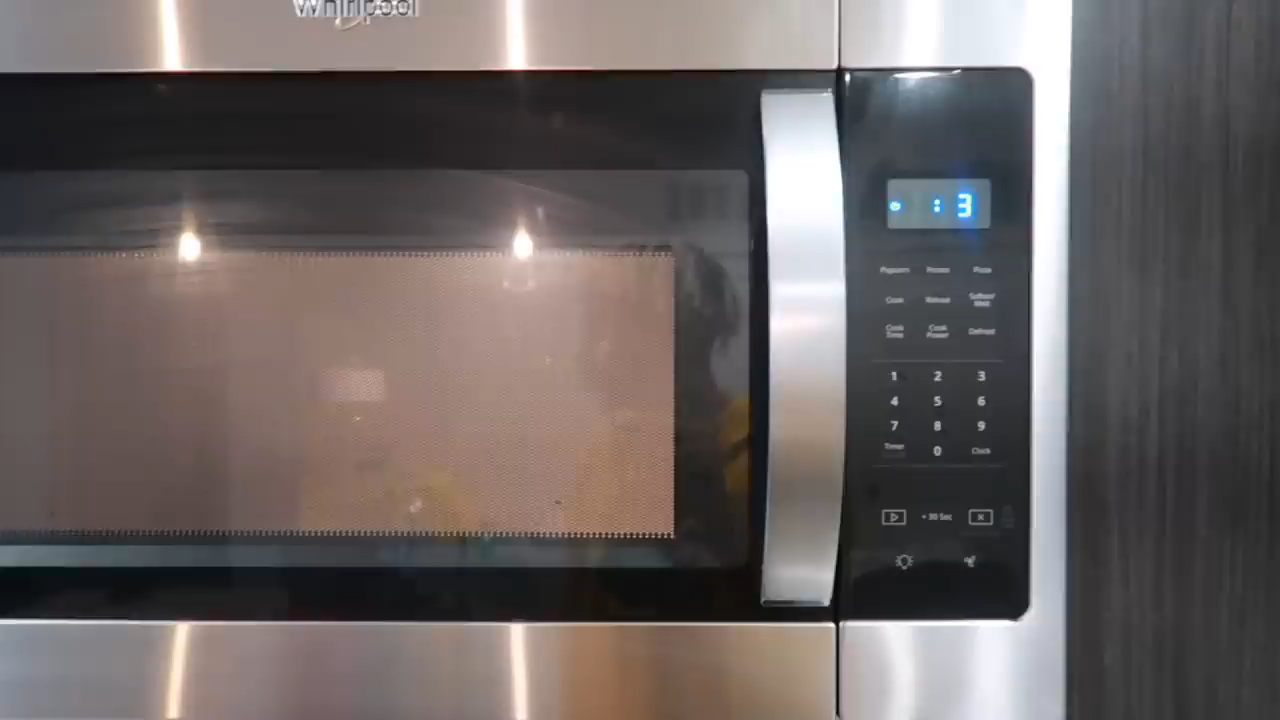 Whirlpool
: 3
Popcorn Potato Pizza
Cook Reheat Soften/
Melt
Cook Time Cook Power Defrost
1 2 3
4 5 6
7 8 9
Timer 0 Clock
+ 30 Sec